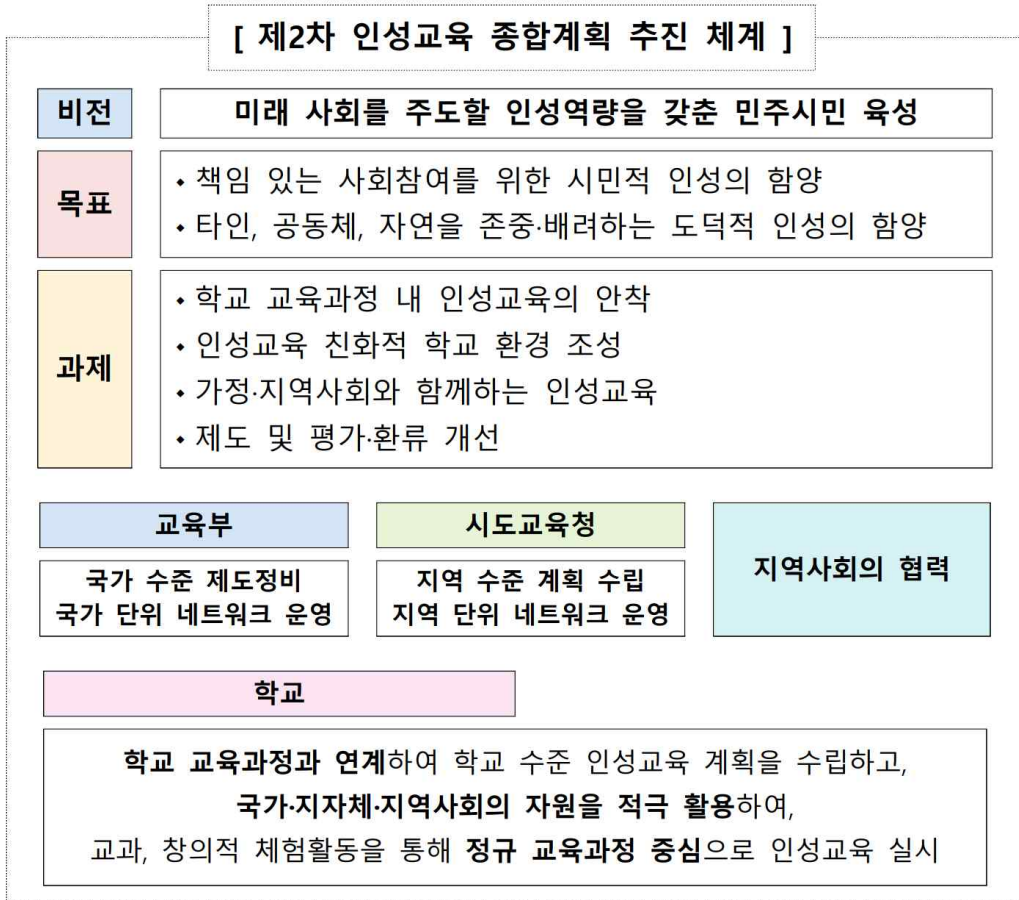 [ 제2차 인성교육 종합계획 추진 체계 ]
비전
미래 사회를 주도할 인성역량을 갖춘 민주시민 육성
목표
◆ 책임 있는 사회참여를 위한 시민적 인성의 함양
◆ 타인, 공동체, 자연을 존중·배려하는 도덕적 인성의 함양
과제
◆ 학교 교육과정 내 인성교육의 안착
◆ 인성교육 친화적 학교 환경 조성
◆ 가정·지역사회와 함께하는 인성교육
◆ 제도 및 평가·환류 개선
교육부
국가 수준 제도정비
국가 단위 네트워크 운영
시도교육청
지역 수준 계획 수립
지역 단위 네트워크 운영
지역사회의 협력
학교
학교 교육과정과 연계하여 학교 수준 인성교육 계획을 수립하고,
국가·지자체·지역사회의 자원을 적극 활용하여,
교과, 창의적 체험활동을 통해 정규 교육과정 중심으로 인성교육 실시